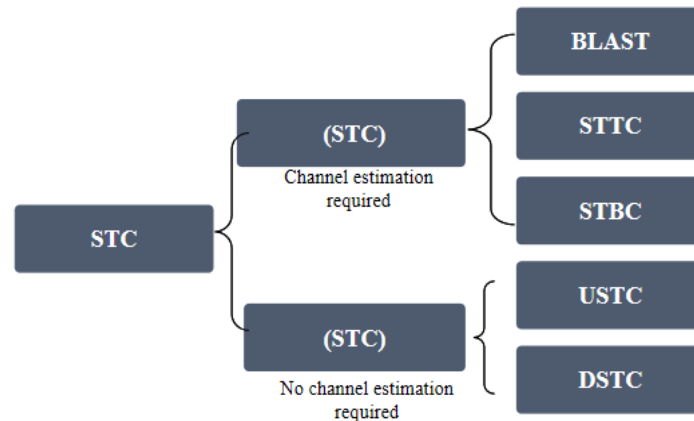 STC
(STC)
Channel estimation
required
BLAST
STTC
STBC
(STC)
No channel estimation
required
USTC
DSTC